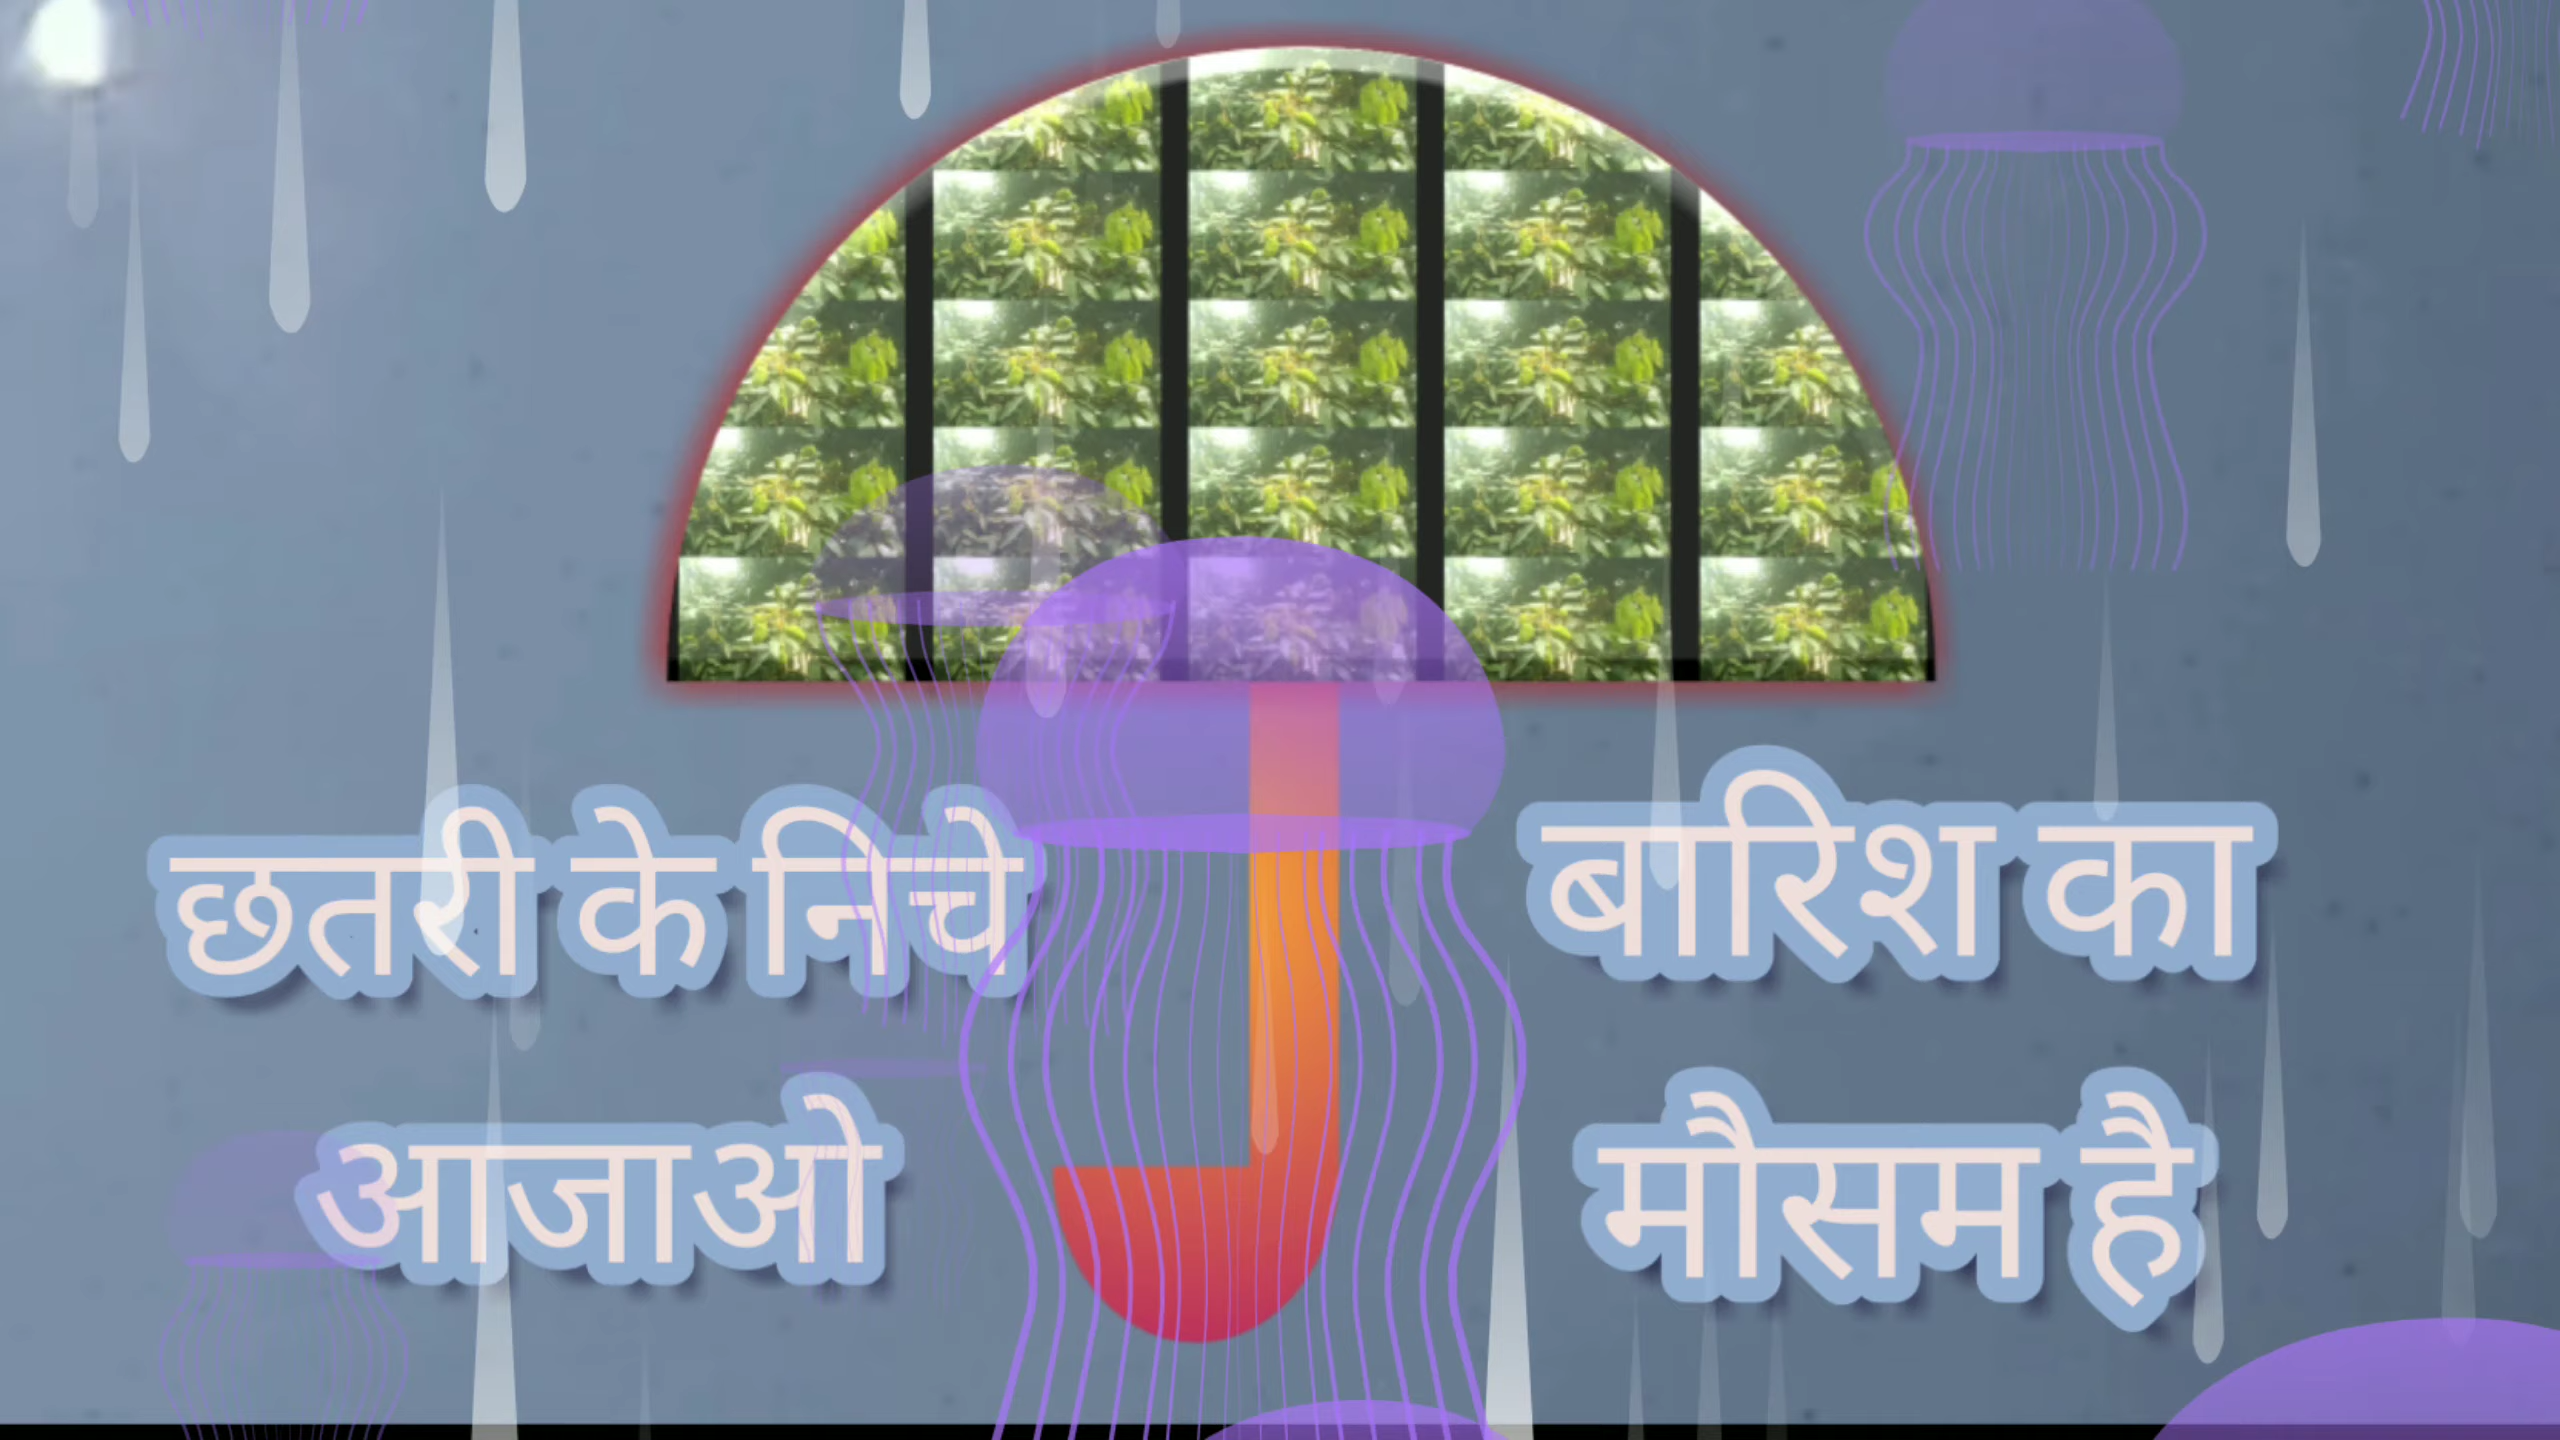 छतरी के निचे
आजाओ
बारिश का
मौसम है